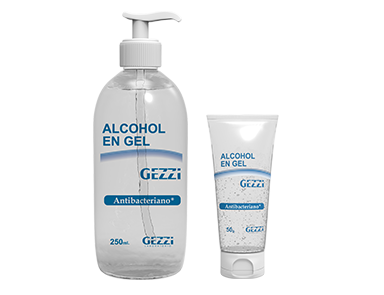 ALCOHOL
EN GEL
GEZZI
Antibacteriano*
250ml.
GEZZI
ALCOHOL
EN GEL
GEZZI
Antibacteriano*
50g
GEZZI